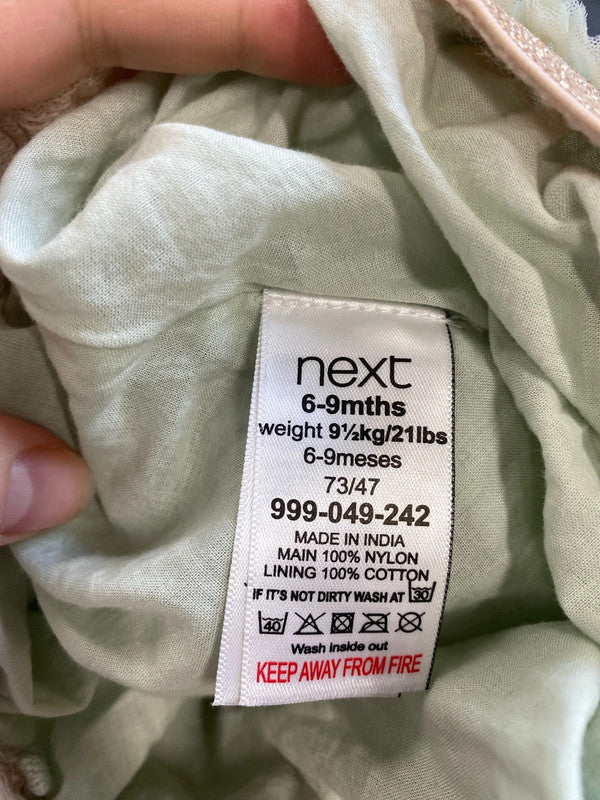 next
6-9mths
weight 9½kg/21lbs
6-9meses
73/47
999-049-242
MADE IN INDIA
MAIN 100% NYLON
LINING 100% COTTON
IF IT'S NOT DIRTY WASH AT 30
40
Wash inside out
KEEP AWAY FROM FIRE